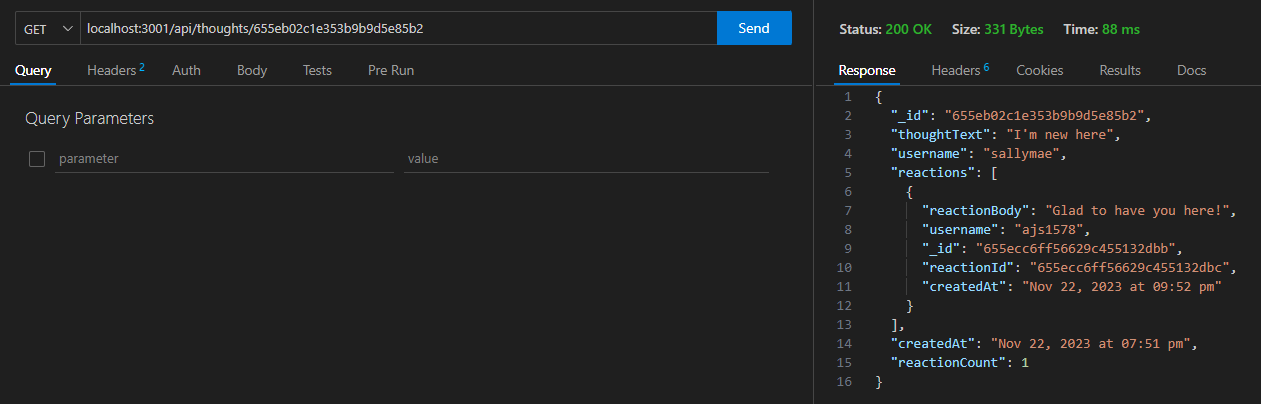 GET localhost:3001/api/thoughts/655eb02c1e353b9b9d5e85b2 Send
Query Headers 2 Auth Body Tests Pre Run
Query Parameters
parameter value
Status: 200 OK Size: 331 Bytes Time: 88 ms
Response Headers 6 Cookies Results Docs
1 {
2 "_id": "655eb02c1e353b9b9d5e85b2",
3 "thoughtText": "I'm new here",
4 "username": "sallymae",
5 "reactions": [
6 {
7 "reactionBody": "Glad to have you here!",
8 "username": "ajs1578",
9 "_id": "655ecc6ff56629c455132dbb",
10 "reactionId": "655ecc6ff56629c455132dbc",
11 "createdAt": "Nov 22, 2023 at 09:52 pm"
12 }
13 ],
14 "createdAt": "Nov 22, 2023 at 07:51 pm",
15 "reactionCount": 1
16 }